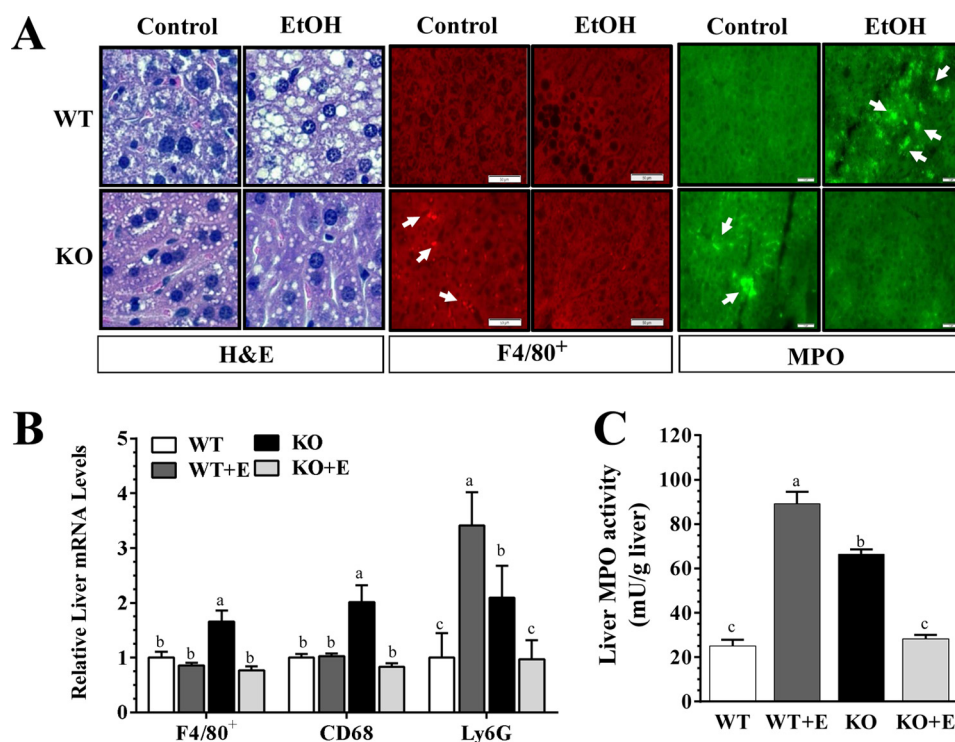 A
Control EtOH Control EtOH Control EtOH
WT
KO
H&E F4/80+ MPO
B
WT KO
WT+E KO+E
Relative Liver mRNA Levels
5
4
3
2
1
0
a
a
a
b
b b b b b b
c c
F4/80+ CD68 Ly6G
C
Liver MPO activity
(mU/g liver)
120
100
80
60
40
20
0
a
b
c c
WT WT+E KO KO+E